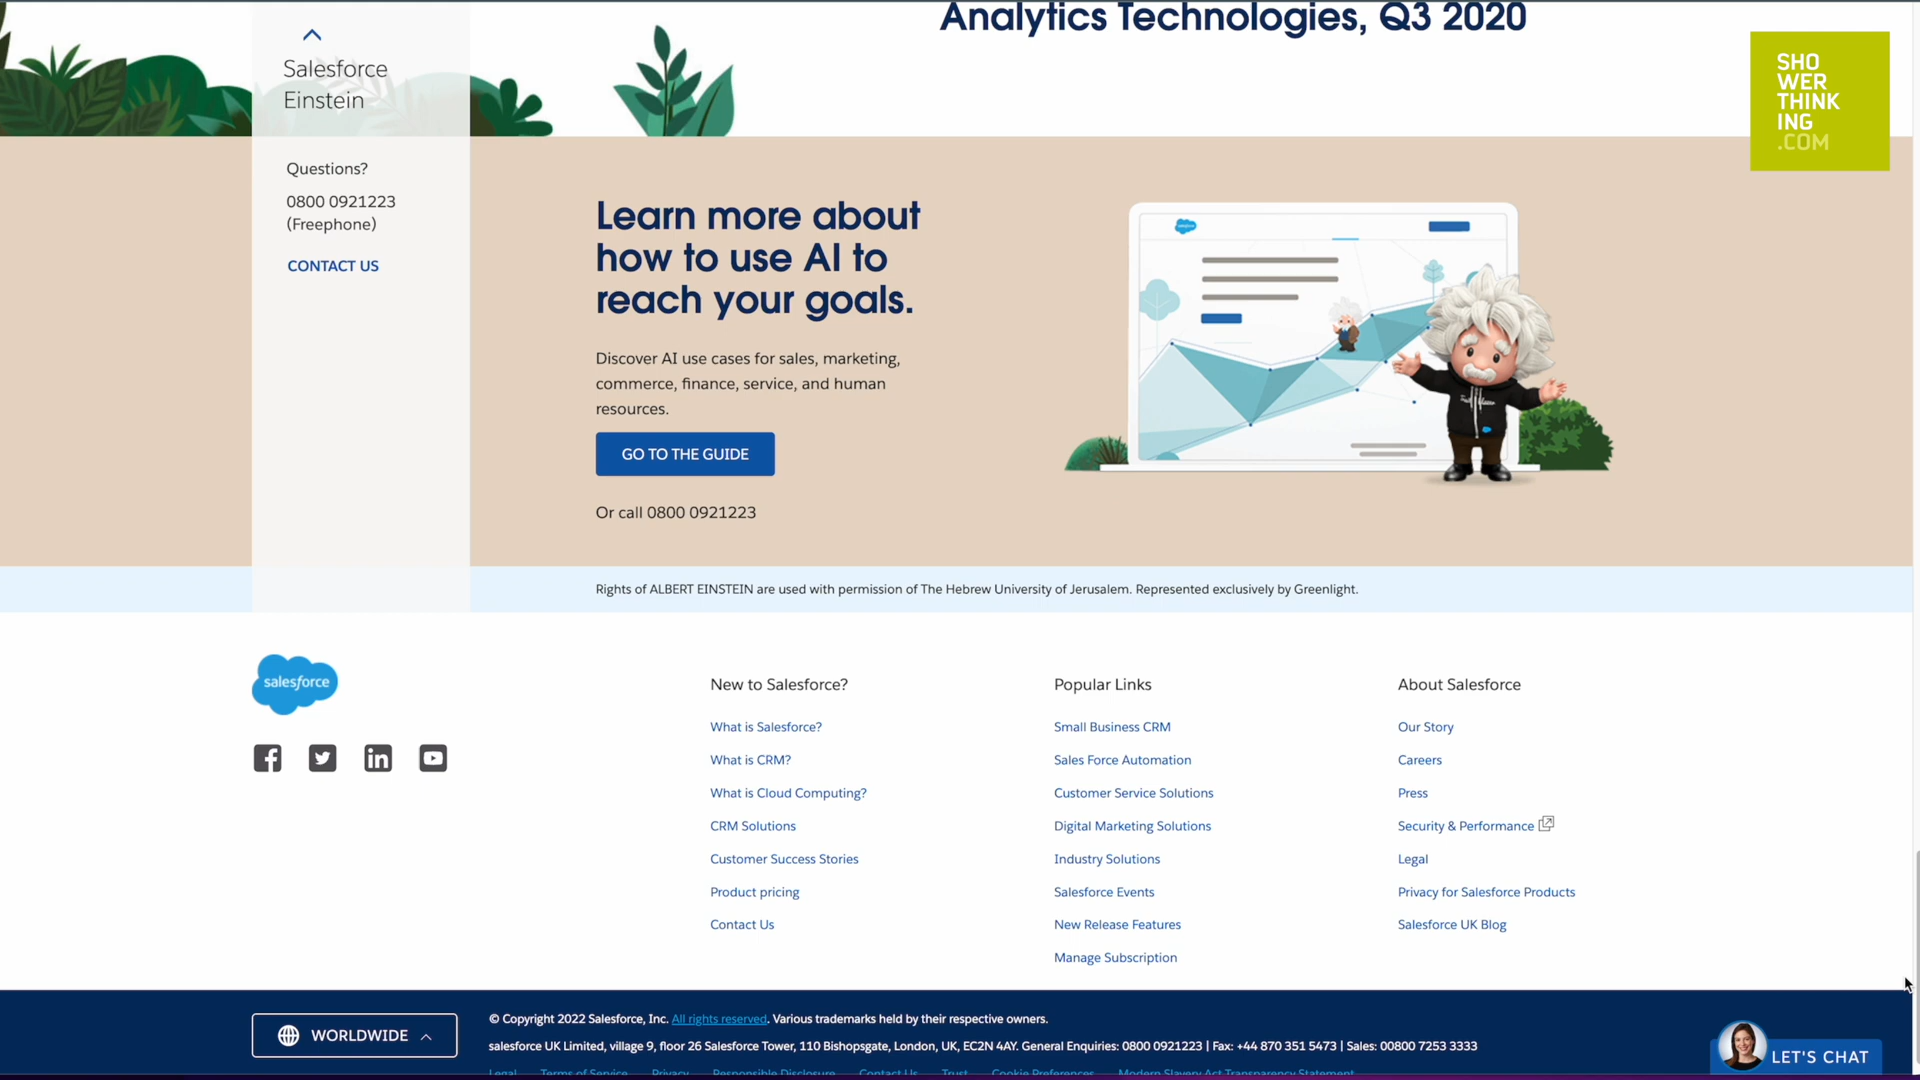 Analytics Technologies, Q3 2020
SHO
WER
THINK
ING
.COM
Salesforce
Einstein
Questions?
0800 0921223
(Freephone)
CONTACT US
Learn more about
how to use AI to
reach your goals.
Discover AI use cases for sales, marketing,
commerce, finance, service, and human
resources.
GO TO THE GUIDE
Or call 0800 0921223
Rights of ALBERT EINSTEIN are used with permission of The Hebrew University of Jerusalem. Represented exclusively by Greenlight.
salesforce
New to Salesforce?
What is Salesforce?
What is CRM?
What is Cloud Computing?
CRM Solutions
Customer Success Stories
Product pricing
Contact Us
Popular Links
Small Business CRM
Sales Force Automation
Customer Service Solutions
Digital Marketing Solutions
Industry Solutions
Salesforce Events
New Release Features
Manage Subscription
About Salesforce
Our Story
Careers
Press
Security & Performance
Legal
Privacy for Salesforce Products
Salesforce UK Blog
WORLDWIDE
© Copyright 2022 Salesforce, Inc. All rights reserved. Various trademarks held by their respective owners.
salesforce UK Limited, village 9, floor 26 Salesforce Tower, 110 Bishopsgate, London, UK, EC2N 4AY. General Enquiries: 0800 0921223 | Fax: +44 870 351 5473 | Sales: 00800 7253 3333
Legal Terms of Service Privacy Responsible Disclosure Contact Us Trust Cookie Preferences Modern Slavery Act Transparency Statement
LET'S CHAT